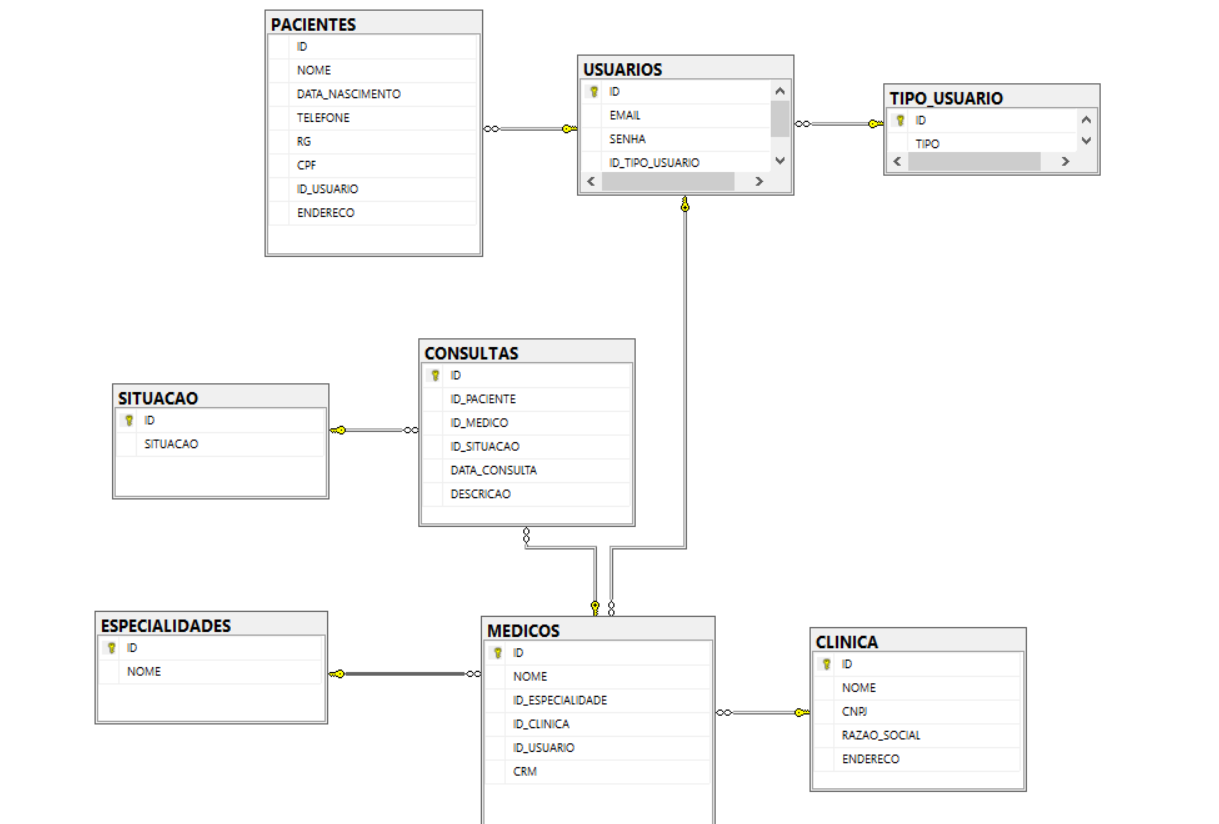 PACIENTES
ID
NOME
DATA_NASCIMENTO
TELEFONE
RG
CPF
ID_USUARIO
ENDERECO
USUARIOS
ID
EMAIL
SENHA
ID_TIPO_USUARIO
TIPO_USUARIO
ID
TIPO
CONSULTAS
ID
ID_PACIENTE
ID_MEDICO
ID_SITUACAO
DATA_CONSULTA
DESCRICAO
SITUACAO
ID
SITUACAO
ESPECIALIDADES
ID
NOME
MEDICOS
ID
NOME
ID_ESPECIALIDADE
ID_CLINICA
ID_USUARIO
CRM
CLINICA
ID
NOME
CNPJ
RAZAO_SOCIAL
ENDERECO